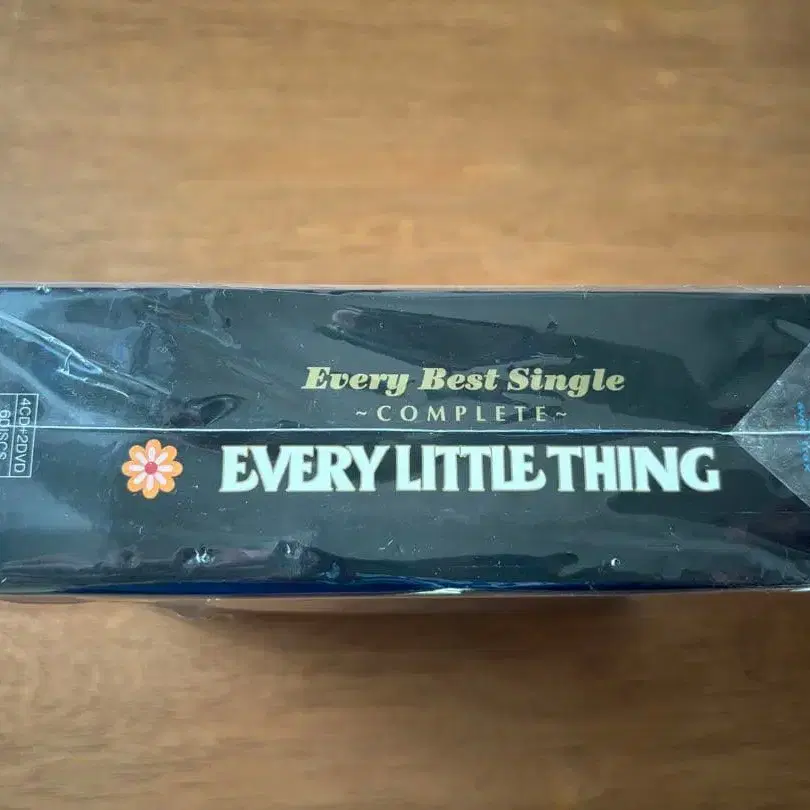 Every Best Single
~COMPLETE~
EVERY LITTLE THING
4CD+2DVD
6DISCS